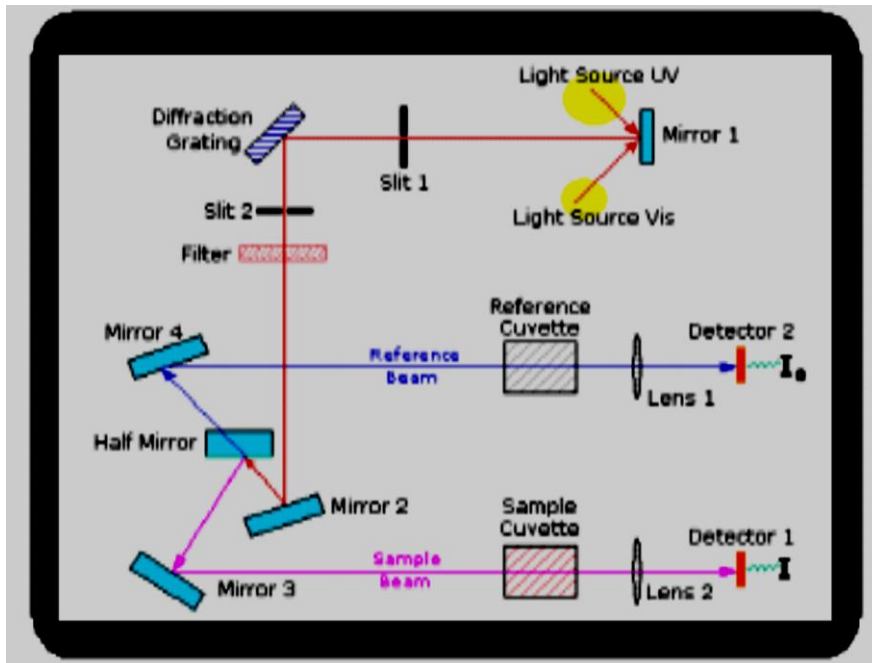 Light Source UV
Diffraction
Grating
Mirror 1
Slit 1
Light Source Vis
Slit 2
Filter
Reference
Cuvette
Mirror 4
Detector 2
Reference
Beam
I₀
Lens 1
Half Mirror
Mirror 2
Sample
Cuvette
Detector 1
Sample
Beam
I
Mirror 3
Lens 2